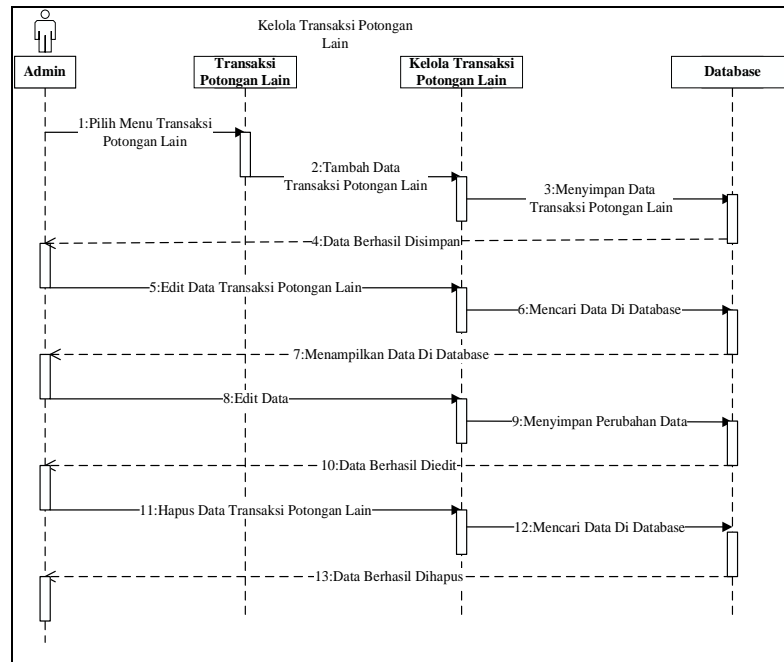 Kelola Transaksi Potongan
Lain
Admin
Transaksi
Potongan Lain
Kelola Transaksi
Potongan Lain
Database
1:Pilih Menu Transaksi
Potongan Lain
2:Tambah Data
Transaksi Potongan Lain
3:Menyimpan Data
Transaksi Potongan Lain
4:Data Berhasil Disimpan
5:Edit Data Transaksi Potongan Lain
6:Mencari Data Di Database
7:Menampilkan Data Di Database
8:Edit Data
9:Menyimpan Perubahan Data
10:Data Berhasil Diedit
11:Hapus Data Transaksi Potongan Lain
12:Mencari Data Di Database
13:Data Berhasil Dihapus